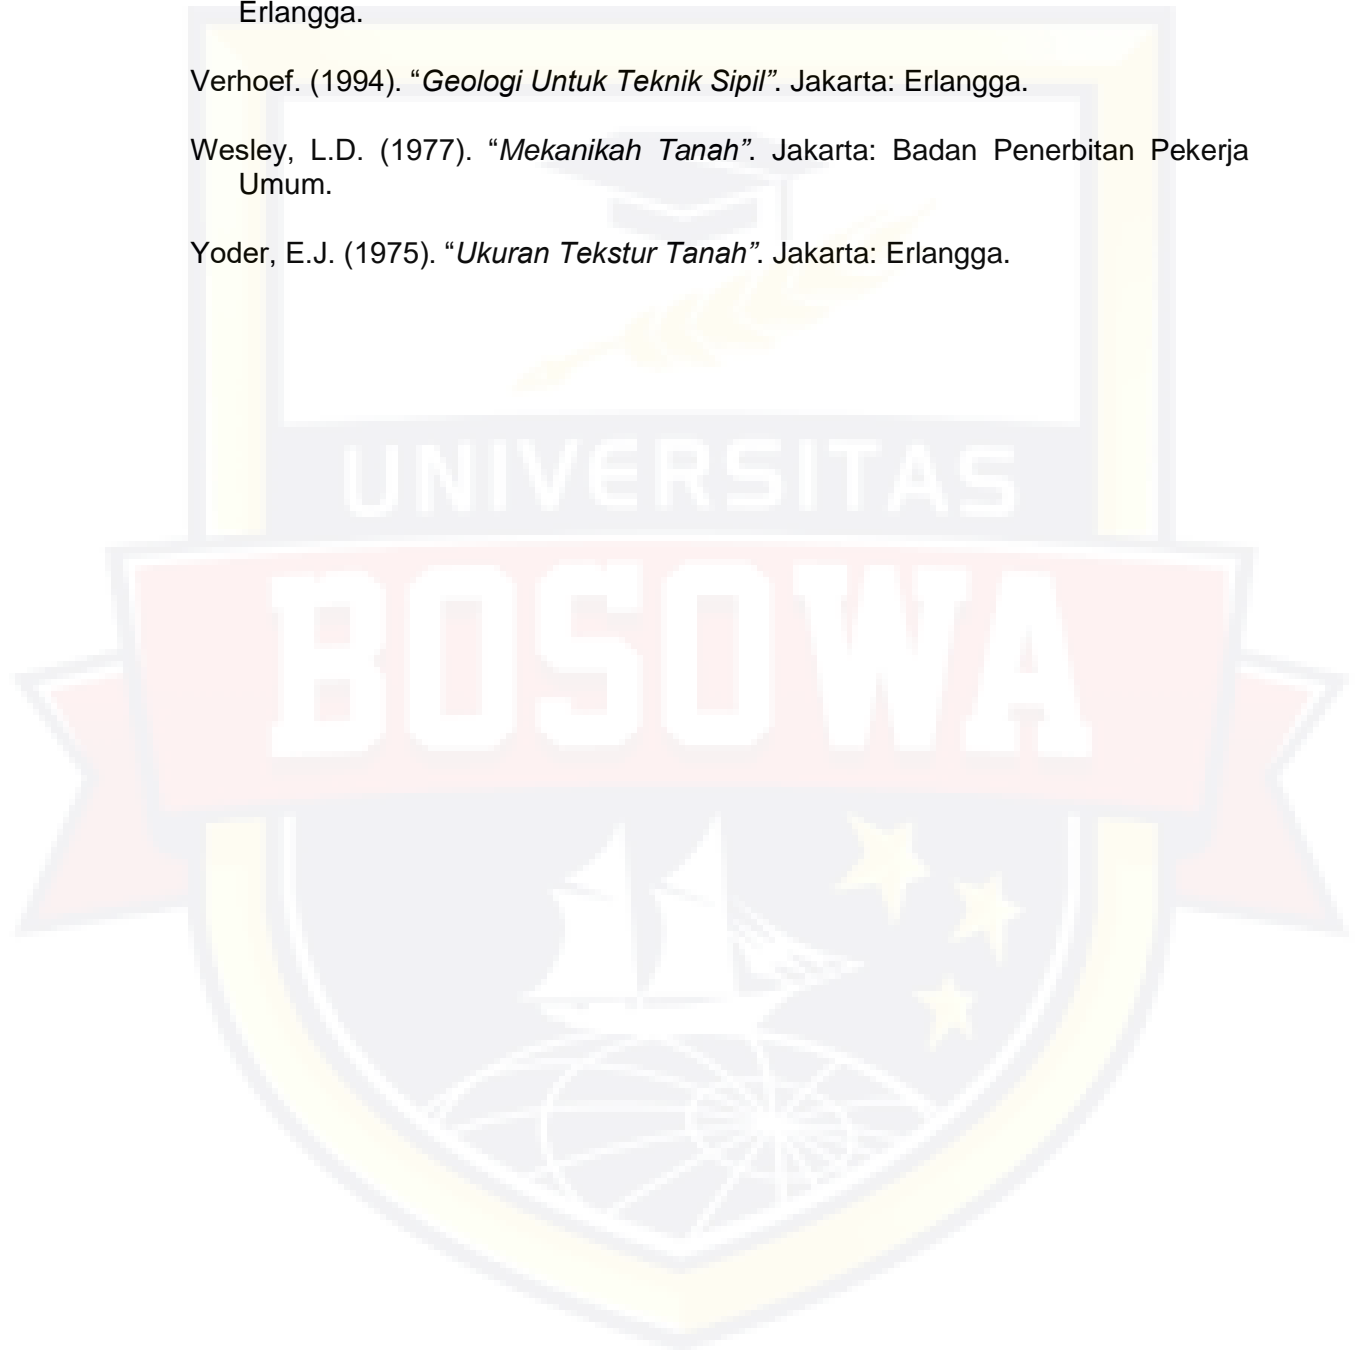 Erlangga.
Verhoef. (1994). “Geologi Untuk Teknik Sipil”. Jakarta: Erlangga.
Wesley, L.D. (1977). “Mekanikah Tanah”. Jakarta: Badan Penerbitan Pekerja
Umum.
Yoder, E.J. (1975). “Ukuran Tekstur Tanah”. Jakarta: Erlangga.
UNIVERSITAS
BOSOWA